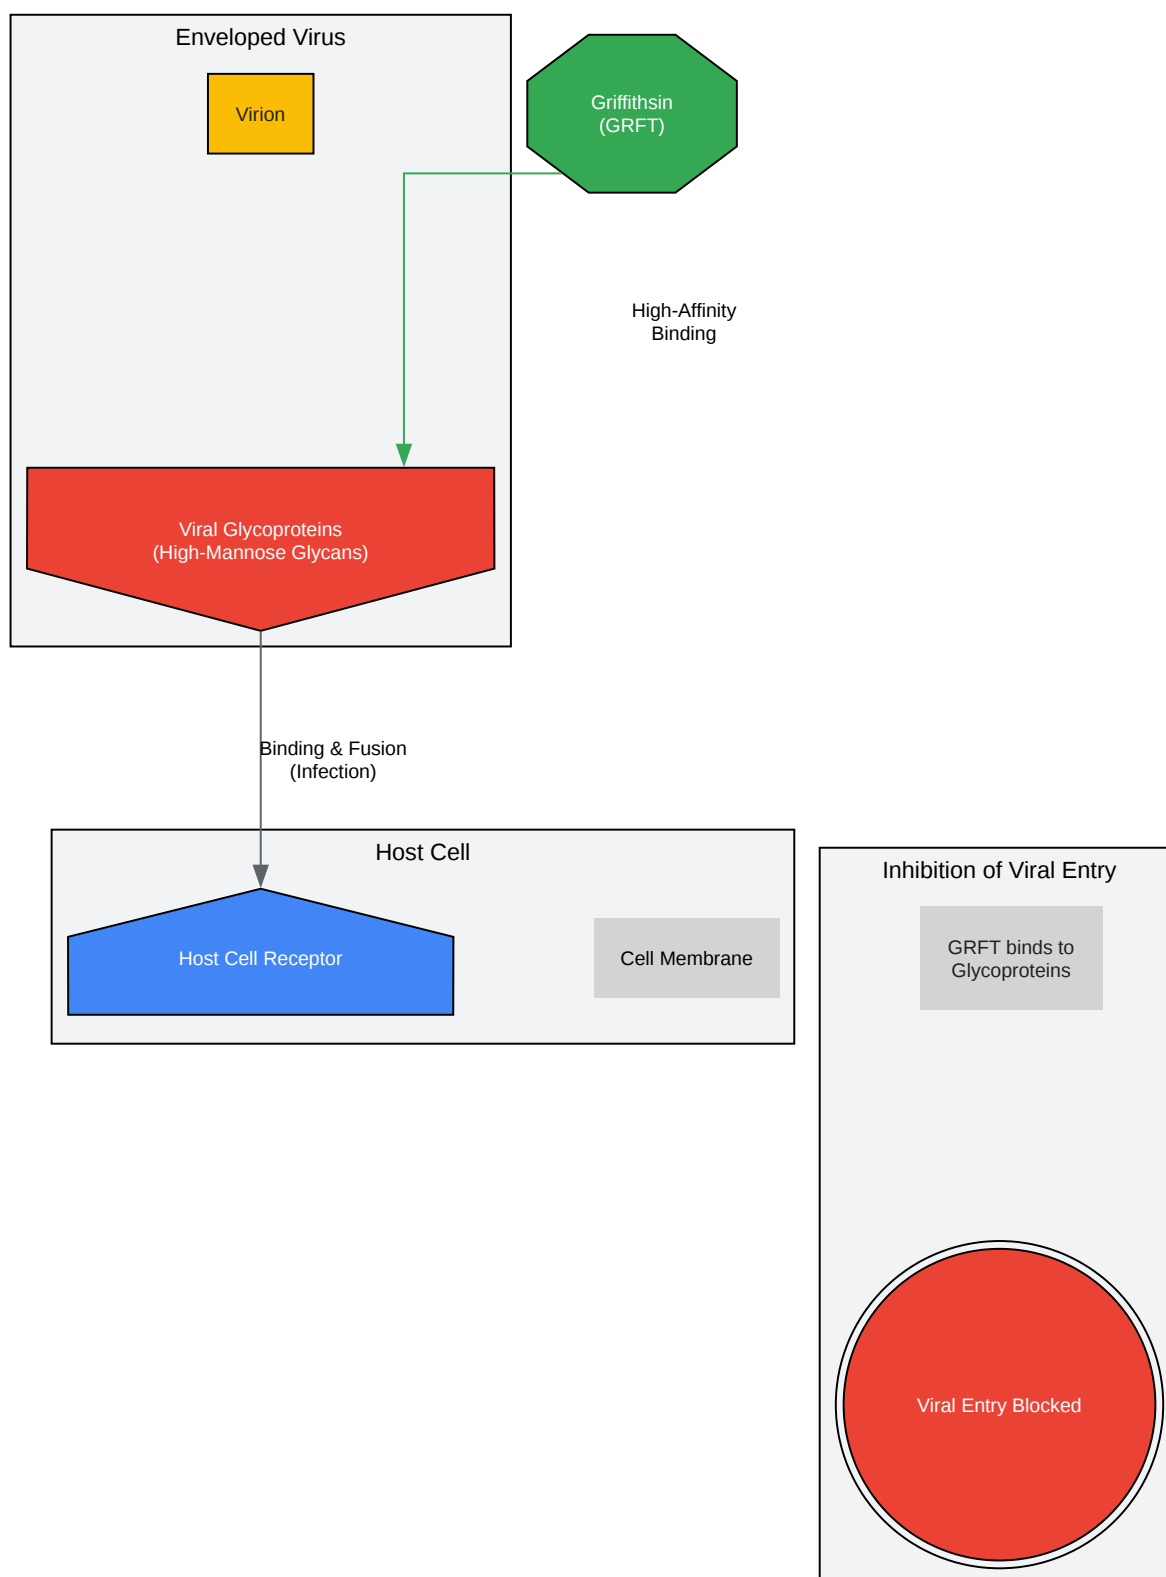 Enveloped Virus
Virion
Griffithsin
(GRFT)
High-Affinity
Binding
Viral Glycoproteins
(High-Mannose Glycans)
Binding & Fusion
(Infection)
Host Cell
Host Cell Receptor
Cell Membrane
Inhibition of Viral Entry
GRFT binds to
Glycoproteins
Viral Entry Blocked